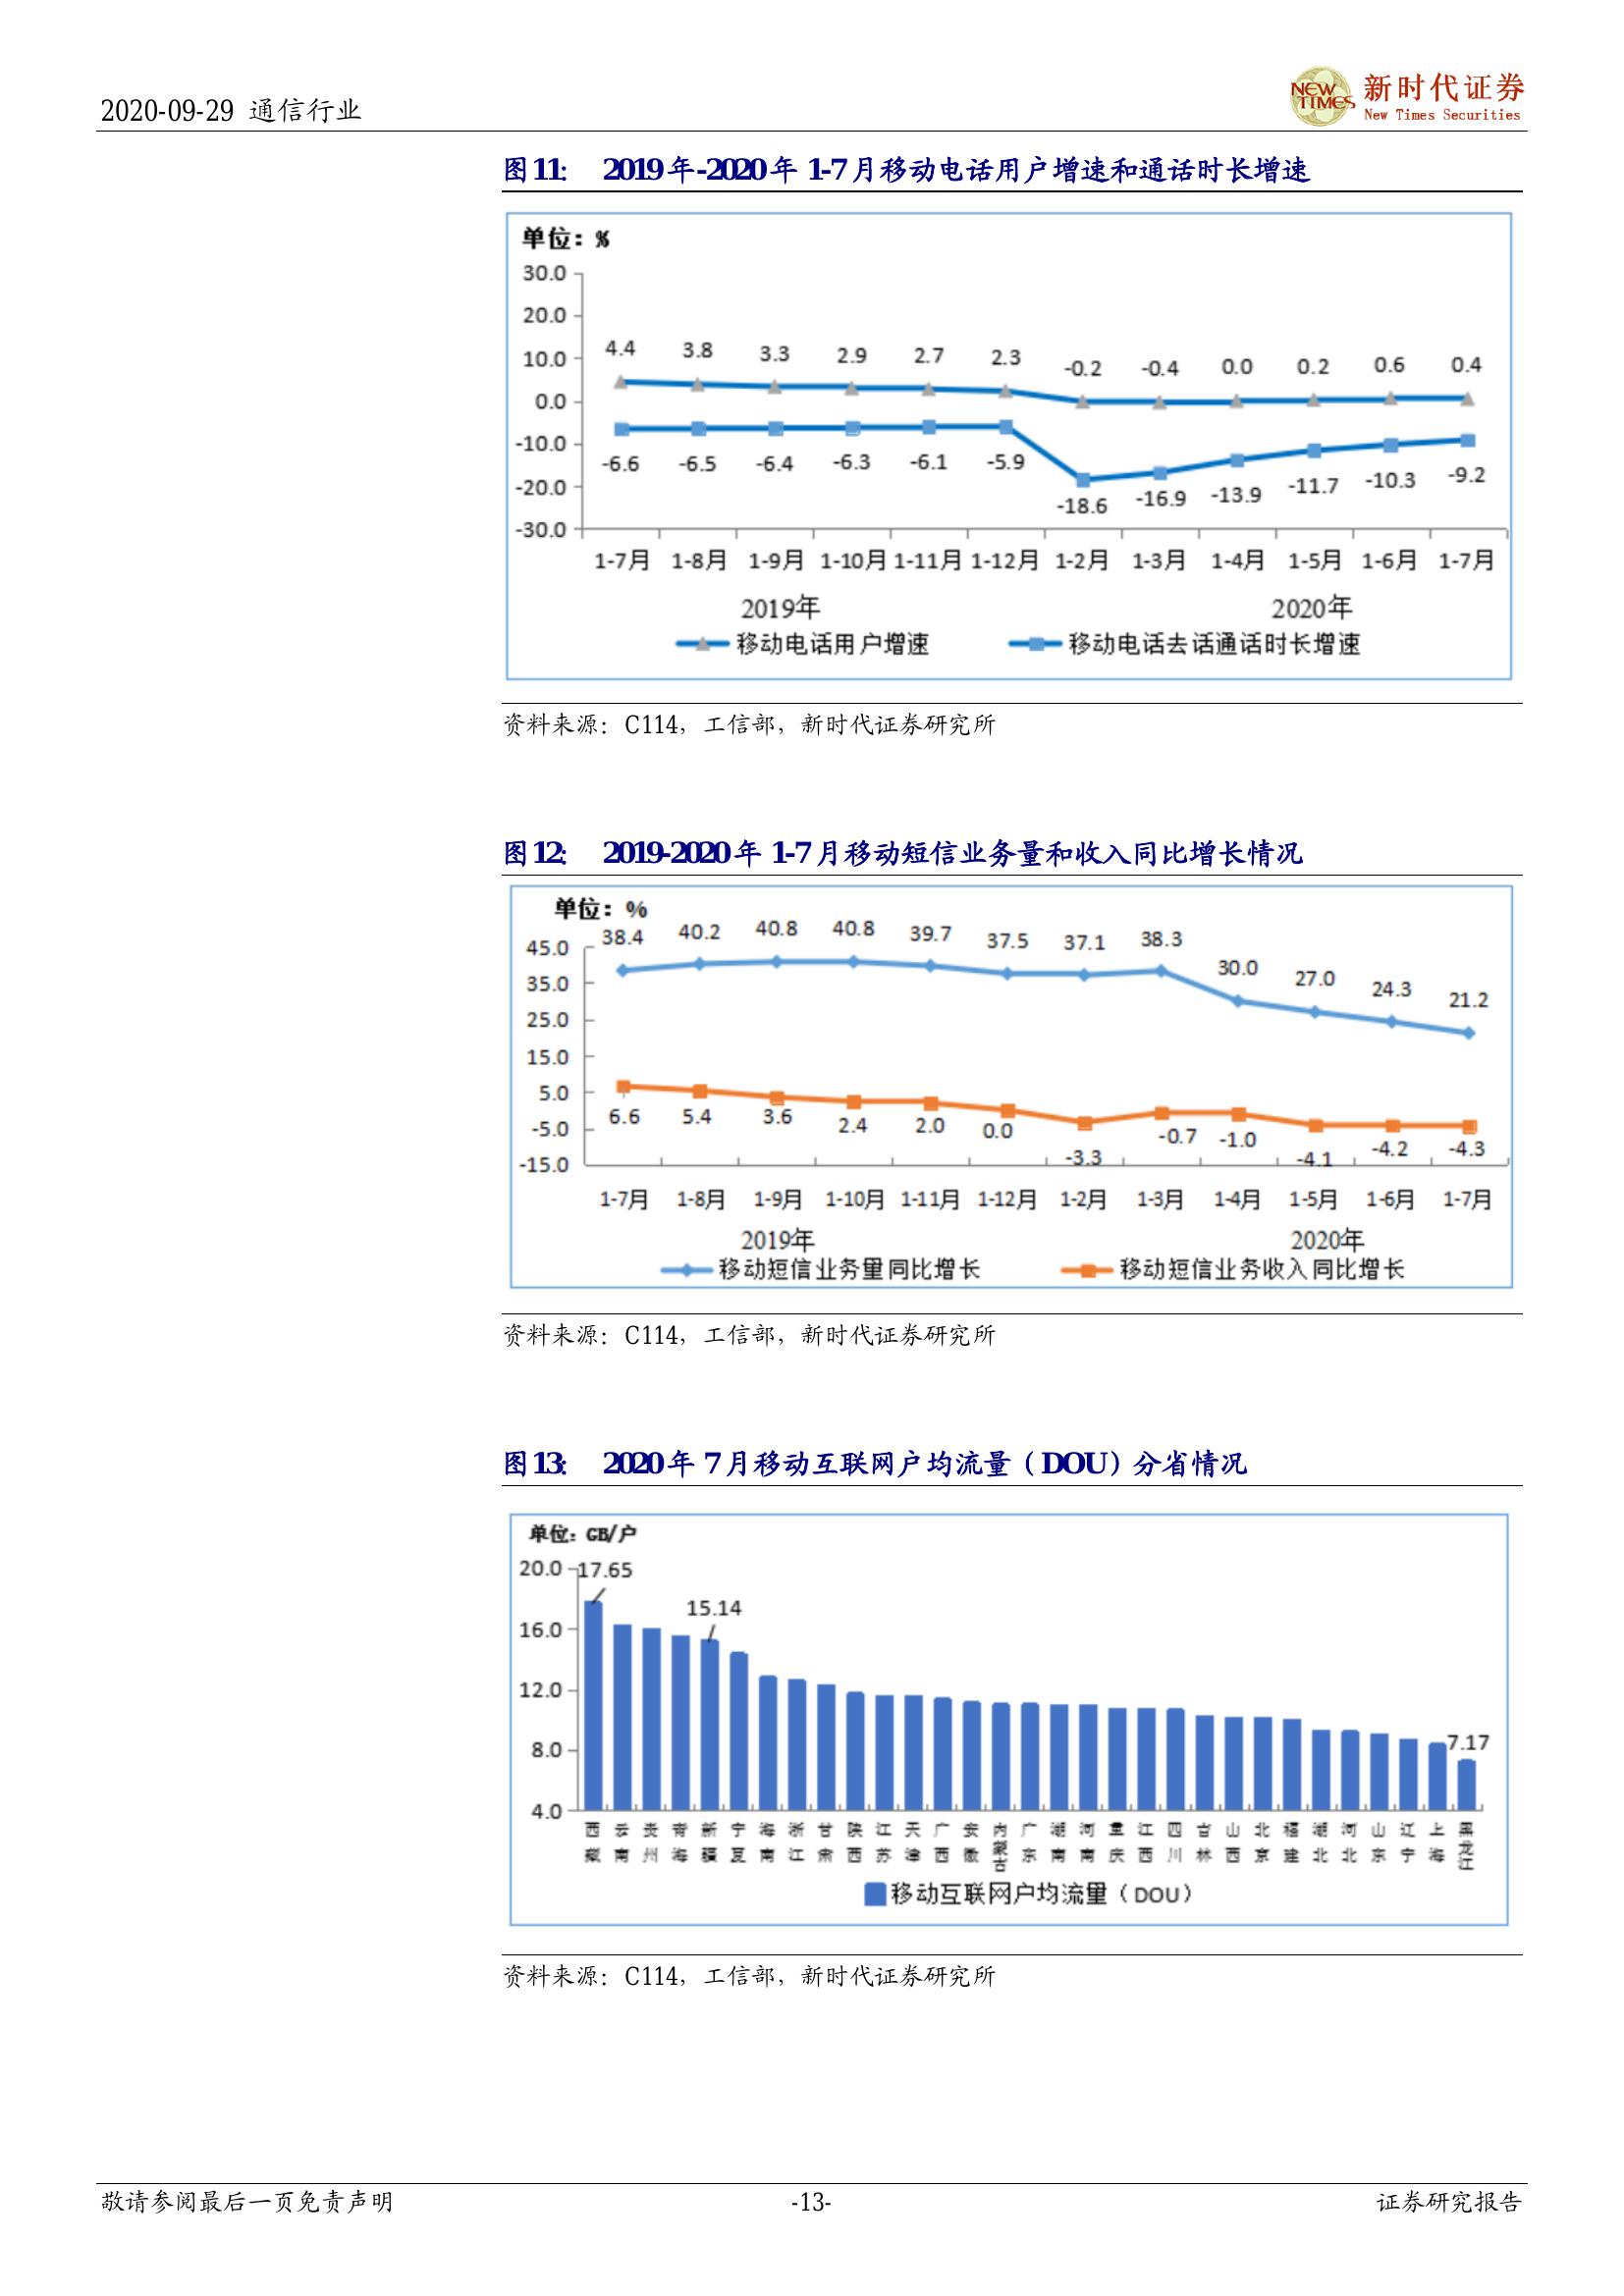 2020-09-29 通信行业
NEW TIMES 新时代证券
New Times Securities
图11： 2019年-2020年 1-7月移动电话用户增速和通话时长增速
单位：%
30.0
20.0
10.0
0.0
-10.0
-20.0
-30.0
4.4 3.8 3.3 2.9 2.7 2.3 -0.2 -0.4 0.0 0.2 0.6 0.4
-6.6 -6.5 -6.4 -6.3 -6.1 -5.9 -18.6 -16.9 -13.9 -11.7 -10.3 -9.2
1-7月 1-8月 1-9月 1-10月 1-11月 1-12月 1-2月 1-3月 1-4月 1-5月 1-6月 1-7月
2019年 2020年
移动电话用户增速 移动电话去话通话时长增速
资料来源：C114，工信部，新时代证券研究所
图12： 2019-2020年 1-7月移动短信业务量和收入同比增长情况
单位：%
45.0
35.0
25.0
15.0
5.0
-5.0
-15.0
38.4 40.2 40.8 40.8 39.7 37.5 37.1 38.3 30.0 27.0 24.3 21.2
6.6 5.4 3.6 2.4 2.0 0.0 -3.3 -0.7 -1.0 -4.1 -4.2 -4.3
1-7月 1-8月 1-9月 1-10月 1-11月 1-12月 1-2月 1-3月 1-4月 1-5月 1-6月 1-7月
2019年 2020年
移动短信业务量同比增长 移动短信业务收入同比增长
资料来源：C114，工信部，新时代证券研究所
图13： 2020年 7月移动互联网户均流量（DOU）分省情况
单位：GB/户
20.0
16.0
12.0
8.0
4.0
17.65 15.14 7.17
西藏 云南 贵州 青海 新疆 宁夏 海南 浙江 甘肃 陕西 江苏 天津 广西 安徽 内蒙古 广东 湖南 河南 重庆 江西 四川 吉林 山西 北京 福建 湖北 河北 山东 辽宁 上海 黑龙江
移动互联网户均流量（DOU）
资料来源：C114，工信部，新时代证券研究所
敬请参阅最后一页免责声明 -13- 证券研究报告